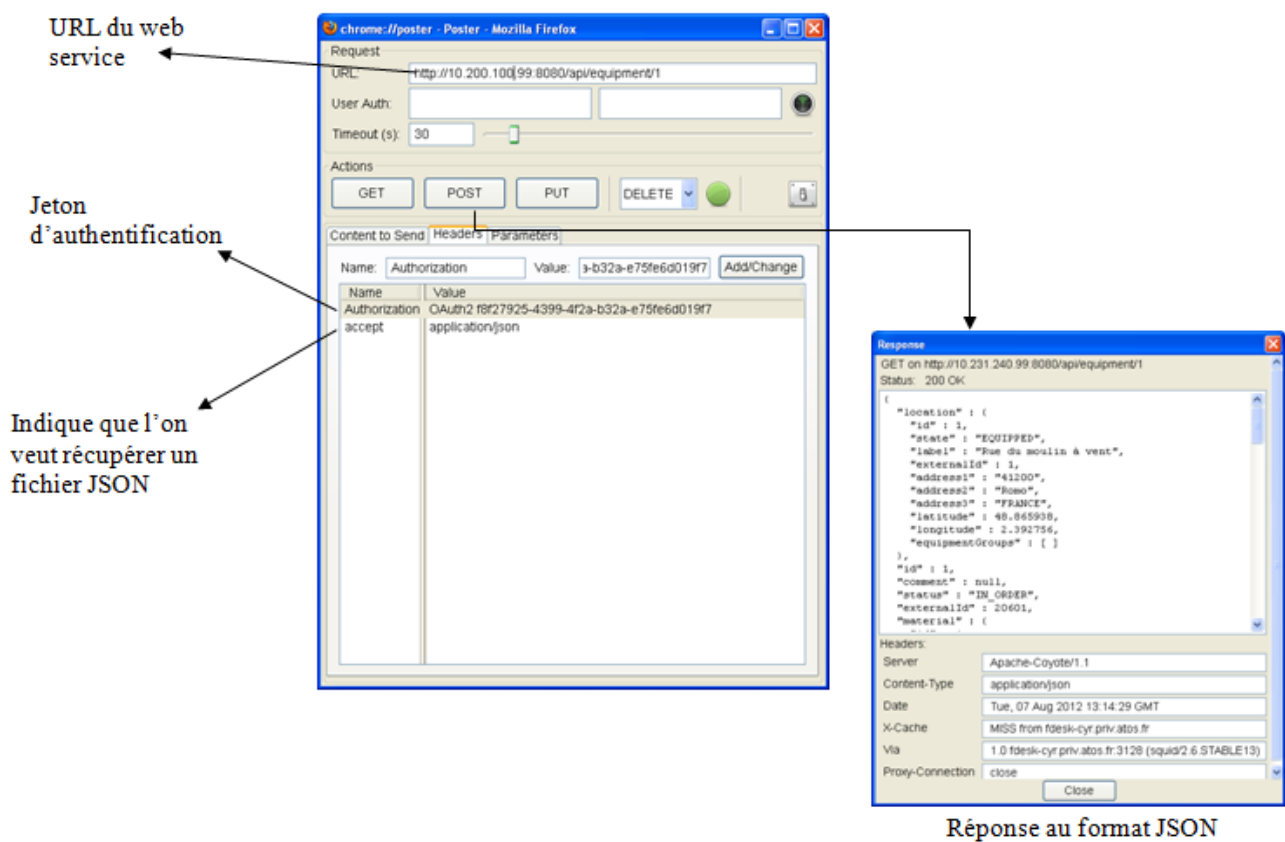 URL du web
service
Jeton
d’authentification
Indique que l’on
veut récupérer un
fichier JSON
chrome://poster - Poster - Mozilla Firefox
Request
URL: http://10.200.100.99:8080/api/equipment/1
User Auth:
Timeout (s): 30
Actions
GET POST PUT DELETE
Content to Send Headers Parameters
Name: Authorization Value: a-b32a-e75fe6d019f7 Add/Change
Name Value
Authorization OAuth2 f8f27925-4399-4f2a-b32a-e75fe6d019f7
accept application/json
Response
GET on http://10.231.240.99:8080/api/equipment/1
Status: 200 OK
{
"location" : {
"id" : 1,
"state" : "EQUIPPED",
"label" : "Rue du moulin à vent",
"externalId" : 1,
"address1" : "41200",
"address2" : "Romo",
"address3" : "FRANCE",
"latitude" : 48.865938,
"longitude" : 2.392756,
"equipmentGroups" : [ ]
},
"id" : 1,
"comment" : null,
"status" : "IN_ORDER",
"externalId" : 20601,
"material" : {
Headers:
Server Apache-Coyote/1.1
Content-Type application/json
Date Tue, 07 Aug 2012 13:14:29 GMT
X-Cache MISS from fdesk-cyr.priv.atos.fr
Via 1.0 fdesk-cyr.priv.atos.fr:3128 (squid/2.6.STABLE13)
Proxy-Connection close
Close
Réponse au format JSON